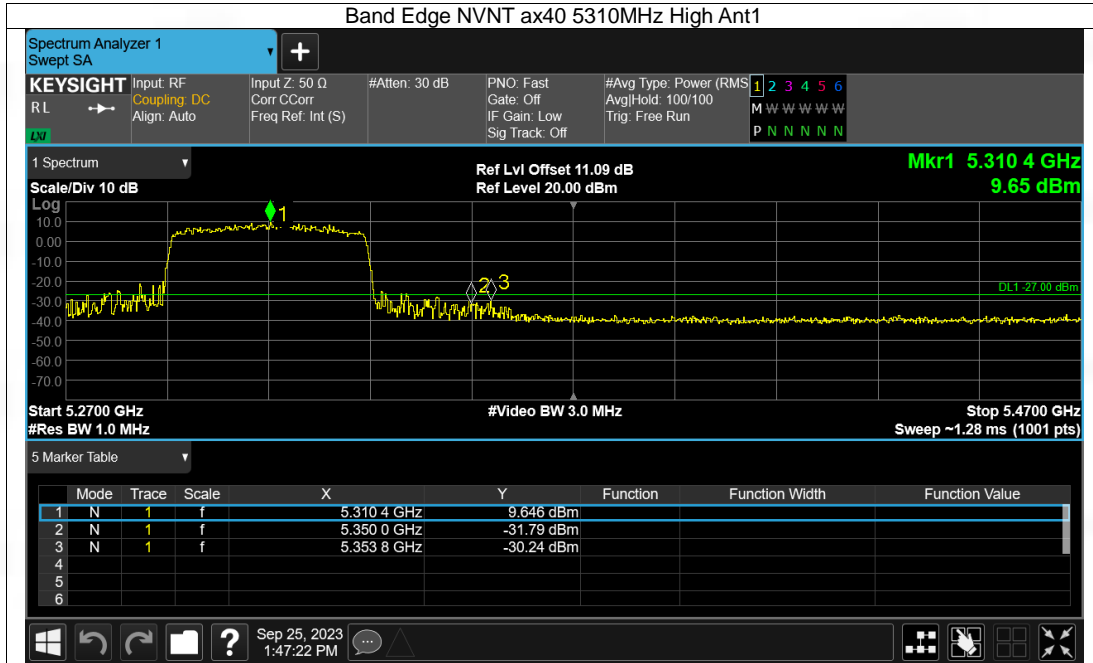 Band Edge NVNT ax40 5310MHz High Ant1
Spectrum Analyzer 1
Swept SA
KEYSIGHT
R L
LXI
Input: RF
Coupling: DC
Align: Auto
Input Z: 50 Ω
Corr CCorr
Freq Ref: Int (S)
#Atten: 30 dB
PNO: Fast
Gate: Off
IF Gain: Low
Sig Track: Off
#Avg Type: Power (RMS
Avg|Hold: 100/100
Trig: Free Run
1 2 3 4 5 6
M W W W W W
P N N N N N
1 Spectrum
Scale/Div 10 dB
Ref Lvl Offset 11.09 dB
Ref Level 20.00 dBm
Mkr1 5.310 4 GHz
9.65 dBm
Log
10.0
0.00
-10.0
-20.0
-30.0
-40.0
-50.0
-60.0
-70.0
1
2 3
DL1 -27.00 dBm
Start 5.2700 GHz
#Video BW 3.0 MHz
Stop 5.4700 GHz
#Res BW 1.0 MHz
Sweep ~1.28 ms (1001 pts)
5 Marker Table
Mode Trace Scale X Y Function Function Width Function Value
1 N 1 f 5.310 4 GHz 9.646 dBm
2 N 1 f 5.350 0 GHz -31.79 dBm
3 N 1 f 5.353 8 GHz -30.24 dBm
4
5
6
?
Sep 25, 2023
1:47:22 PM